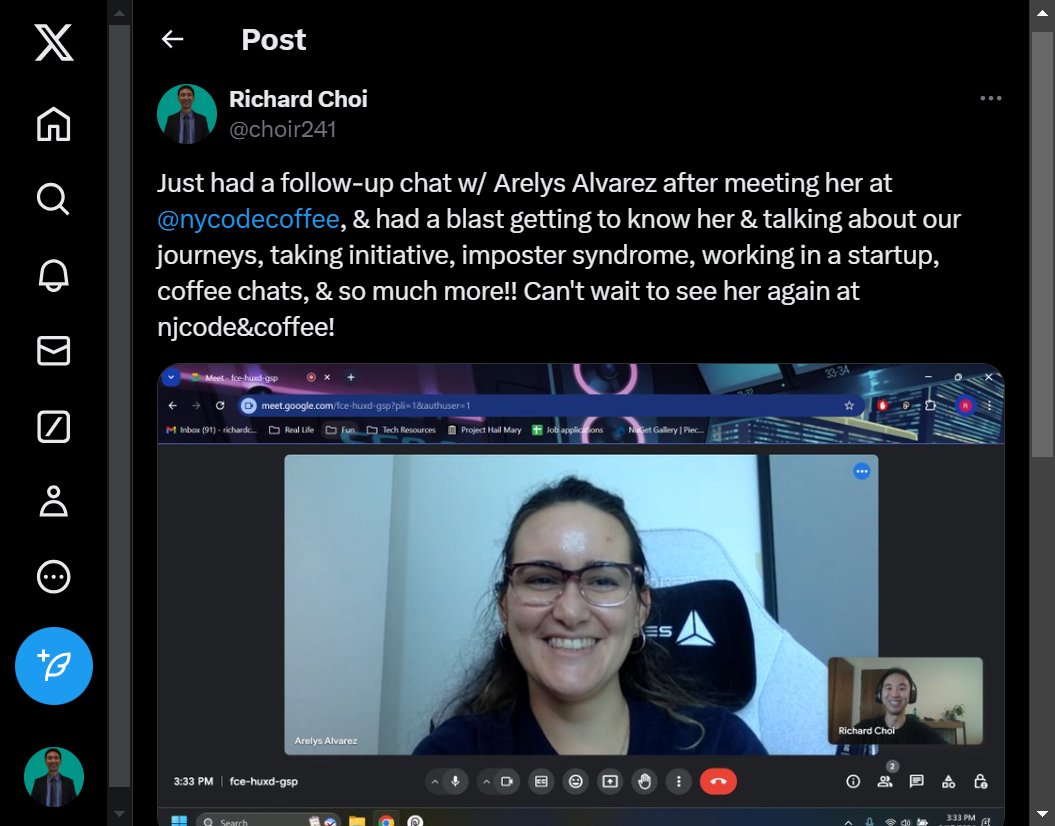 Post
Richard Choi
@choir241
Just had a follow-up chat w/ Arelys Alvarez after meeting her at
@nycodecoffee, & had a blast getting to know her & talking about our
journeys, taking initiative, imposter syndrome, working in a startup,
coffee chats, & so much more!! Can't wait to see her again at
njcode&coffee!
Meet - fce-huxd-gsp
33-34
meet.google.com/fce-huxd-gsp?pli=1&authuser=1
R
Inbox (91) - richardc... Real Life Fun Tech Resources Project Hail Mary Job applications NuGet Gallery | Piec...
ES
Arelys Alvarez
Richard Choi
3:33 PM | fce-huxd-gsp
2
Search
3:33 PM